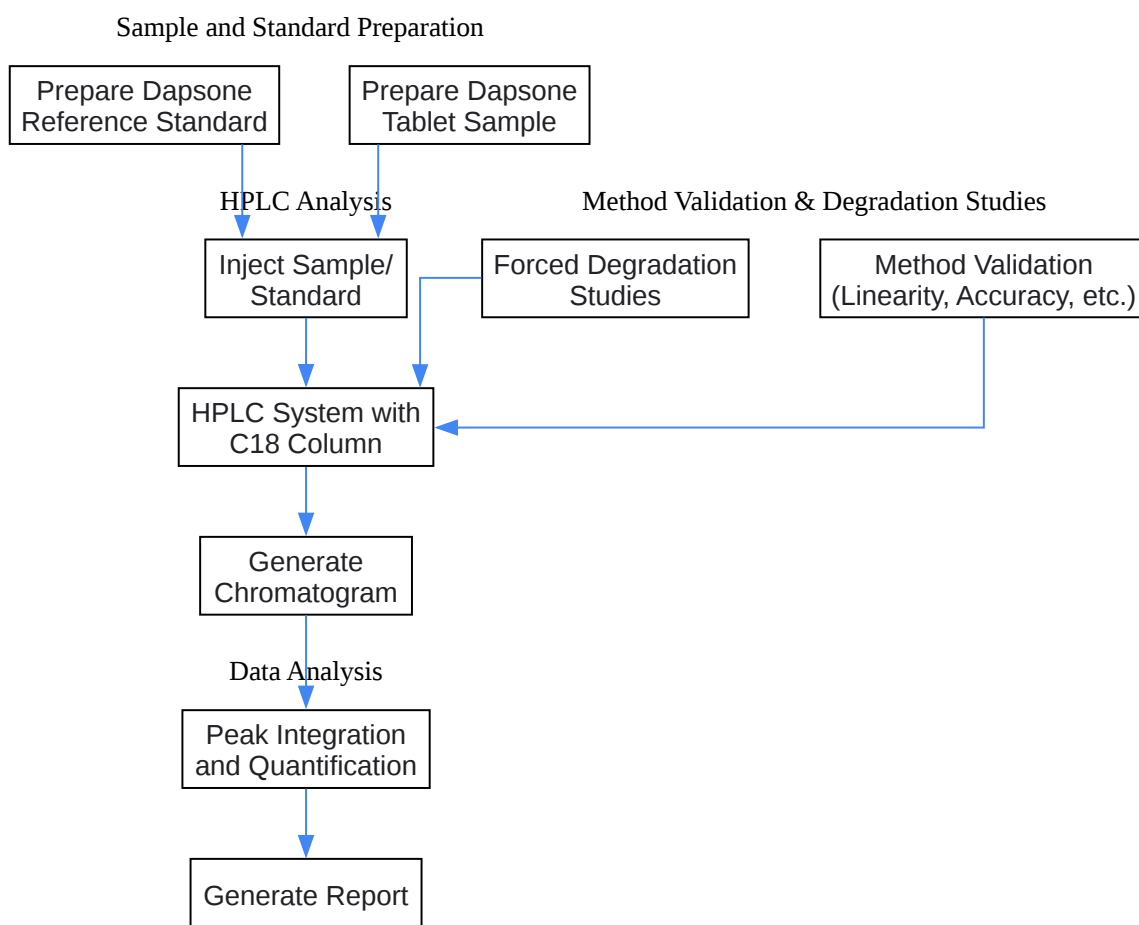 Sample and Standard Preparation
Prepare Dapsone
Reference Standard
Prepare Dapsone
Tablet Sample
HPLC Analysis
Method Validation & Degradation Studies
Inject Sample/
Standard
Forced Degradation
Studies
Method Validation
(Linearity, Accuracy, etc.)
HPLC System with
C18 Column
Generate
Chromatogram
Data Analysis
Peak Integration
and Quantification
Generate Report